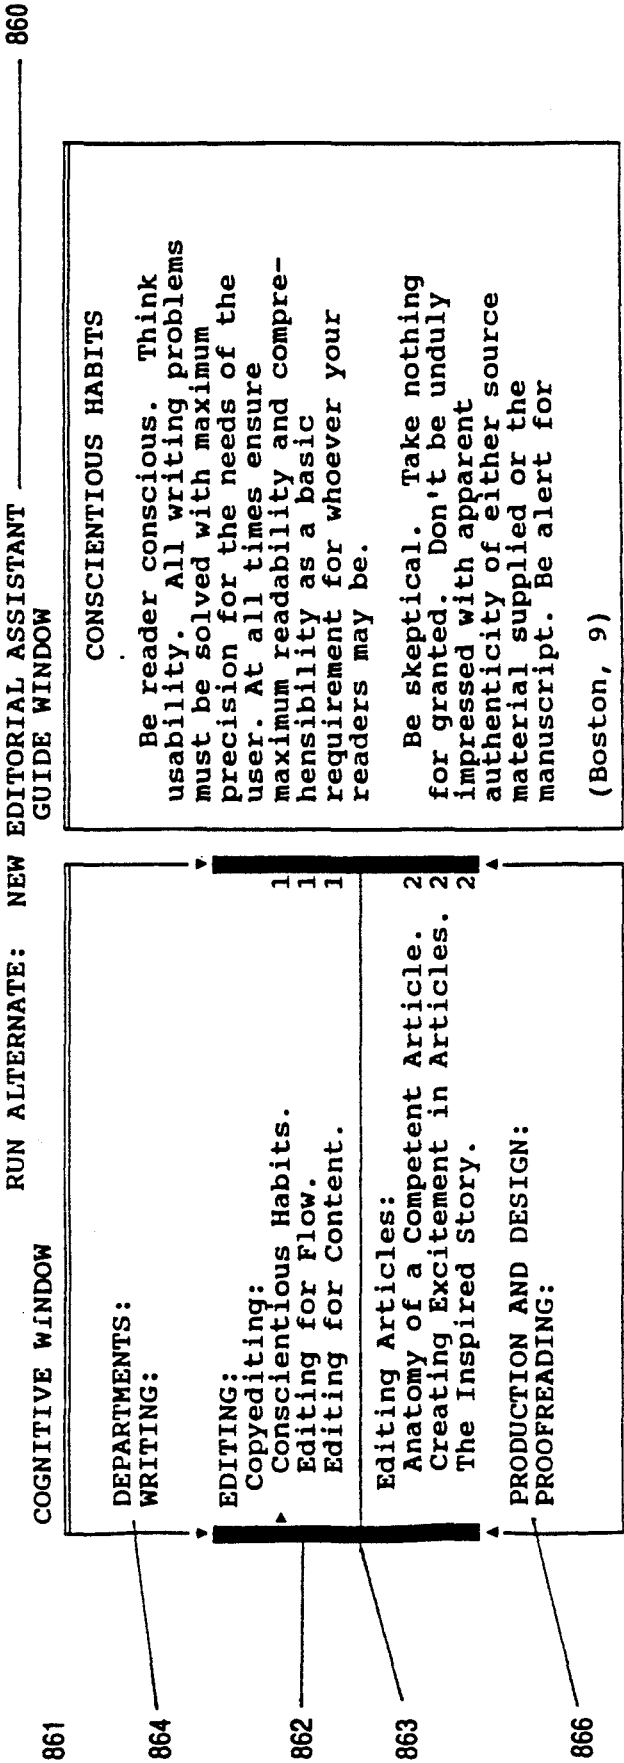 RUN ALTERNATE: NEW EDITORIAL ASSISTANT 860
COGNITIVE WINDOW
GUIDE WINDOW
861
864
862
863
866
DEPARTMENTS:
WRITING:
EDITING:
Copyediting:
Conscientious Habits. 1
Editing for Flow. 1
Editing for Content. 1
Editing Articles:
Anatomy of a Competent Article. 2
Creating Excitement in Articles. 2
The Inspired Story. 2
PRODUCTION AND DESIGN:
PROOFREADING:
CONSCIENTIOUS HABITS
Be reader conscious. Think
usability. All writing problems
must be solved with maximum
precision for the needs of the
user. At all times ensure
maximum readability and compre-
hensibility as a basic
requirement for whoever your
readers may be.
Be skeptical. Take nothing
for granted. Don't be unduly
impressed with apparent
authenticity of either source
material supplied or the
manuscript. Be alert for
(Boston, 9)